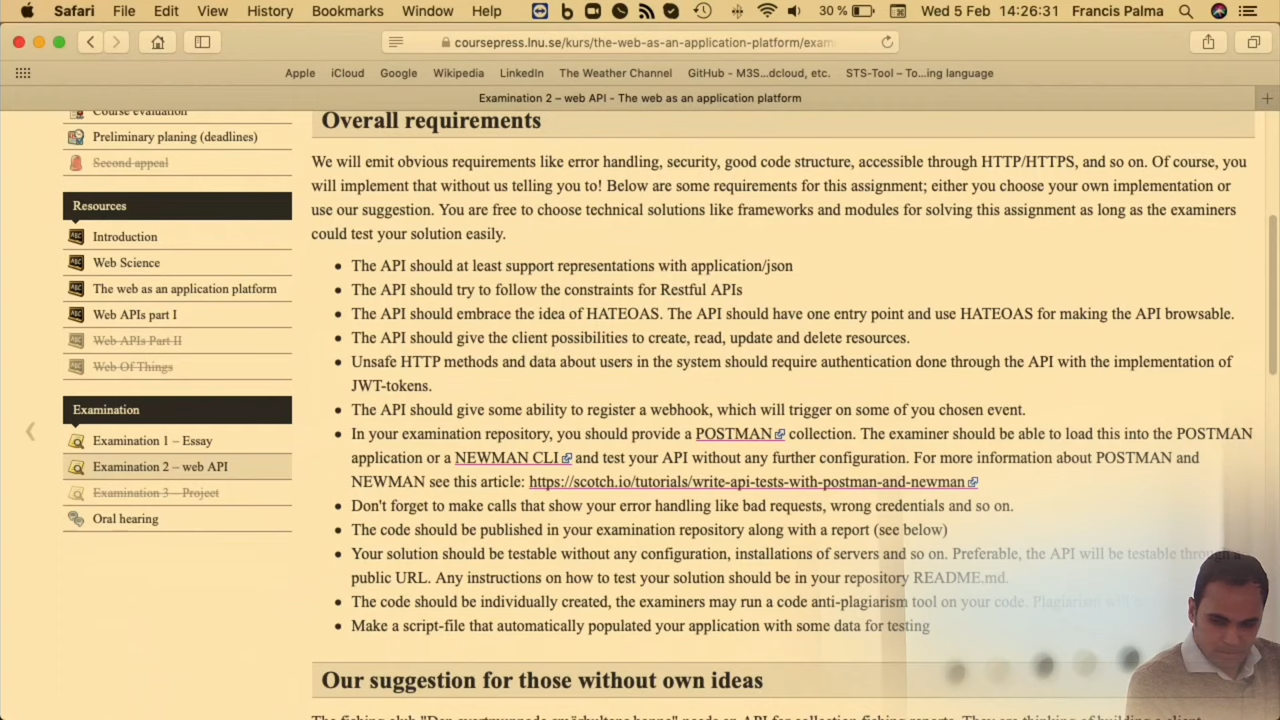 Safari File Edit View History Bookmarks Window Help 30 % Wed 5 Feb 14:26:31 Francis Palma
coursepress.lnu.se/kurs/the-web-as-an-application-platform/exam
Apple iCloud Google Wikipedia LinkedIn The Weather Channel GitHub - M3S...dcloud, etc. STS-Tool – To...ing language
Examination 2 – web API - The web as an application platform
Course evaluation
Preliminary planing (deadlines)
Second appeal
Resources
Introduction
Web Science
The web as an application platform
Web APIs part I
Web APIs Part II
Web Of Things
Examination
Examination 1 – Essay
Examination 2 – web API
Examination 3 – Project
Oral hearing
Overall requirements
We will emit obvious requirements like error handling, security, good code structure, accessible through HTTP/HTTPS, and so on. Of course, you
will implement that without us telling you to! Below are some requirements for this assignment; either you choose your own implementation or
use our suggestion. You are free to choose technical solutions like frameworks and modules for solving this assignment as long as the examiners
could test your solution easily.
• The API should at least support representations with application/json
• The API should try to follow the constraints for Restful APIs
• The API should embrace the idea of HATEOAS. The API should have one entry point and use HATEOAS for making the API browsable.
• The API should give the client possibilities to create, read, update and delete resources.
• Unsafe HTTP methods and data about users in the system should require authentication done through the API with the implementation of
JWT-tokens.
• The API should give some ability to register a webhook, which will trigger on some of you chosen event.
• In your examination repository, you should provide a POSTMAN collection. The examiner should be able to load this into the POSTMAN
application or a NEWMAN CLI and test your API without any further configuration. For more information about POSTMAN and
NEWMAN see this article: https://scotch.io/tutorials/write-api-tests-with-postman-and-newman
• Don't forget to make calls that show your error handling like bad requests, wrong credentials and so on.
• The code should be published in your examination repository along with a report (see below)
• Your solution should be testable without any configuration, installations of servers and so on. Preferable, the API will be testable through a
public URL. Any instructions on how to test your solution should be in your repository README.md.
• The code should be individually created, the examiners may run a code anti-plagiarism tool on your code. Plagiarism
• Make a script-file that automatically populated your application with some data for testing
Our suggestion for those without own ideas